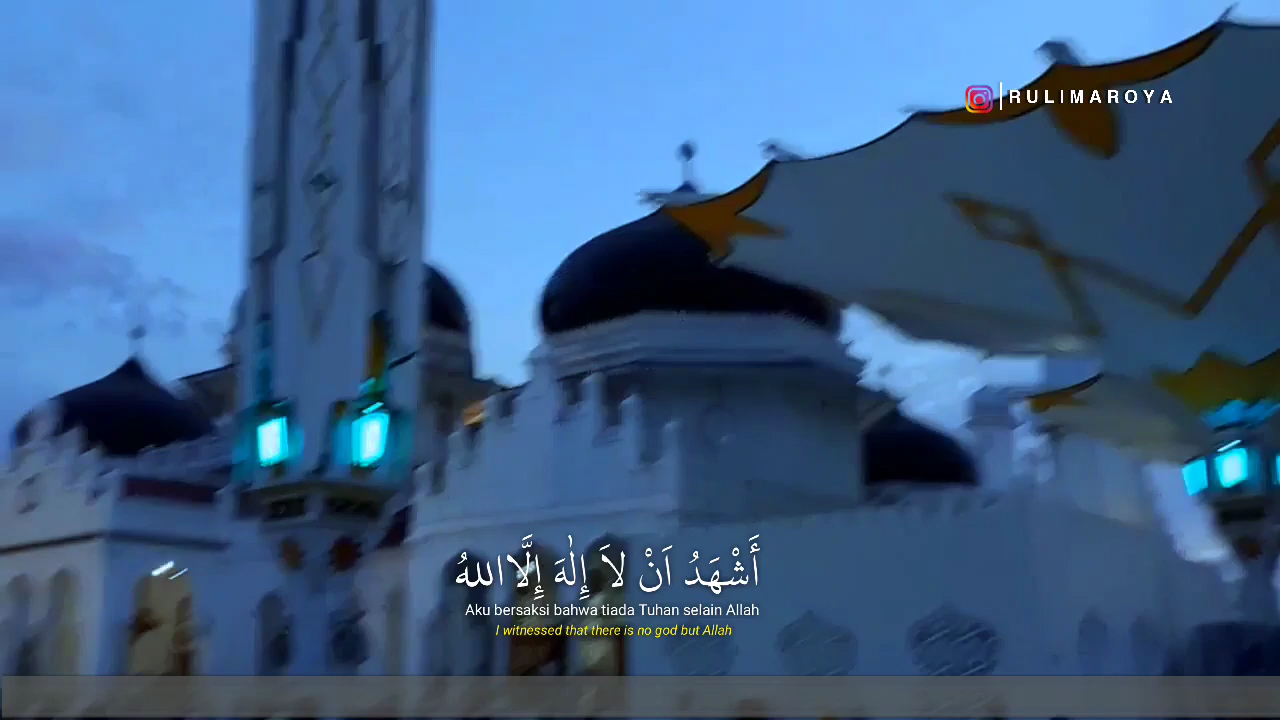 RULIMAROYA
أَشْهَدُ اَنْ لاَ إِلٰهَ إِلَّااللهُ
Aku bersaksi bahwa tiada Tuhan selain Allah
I witnessed that there is no god but Allah